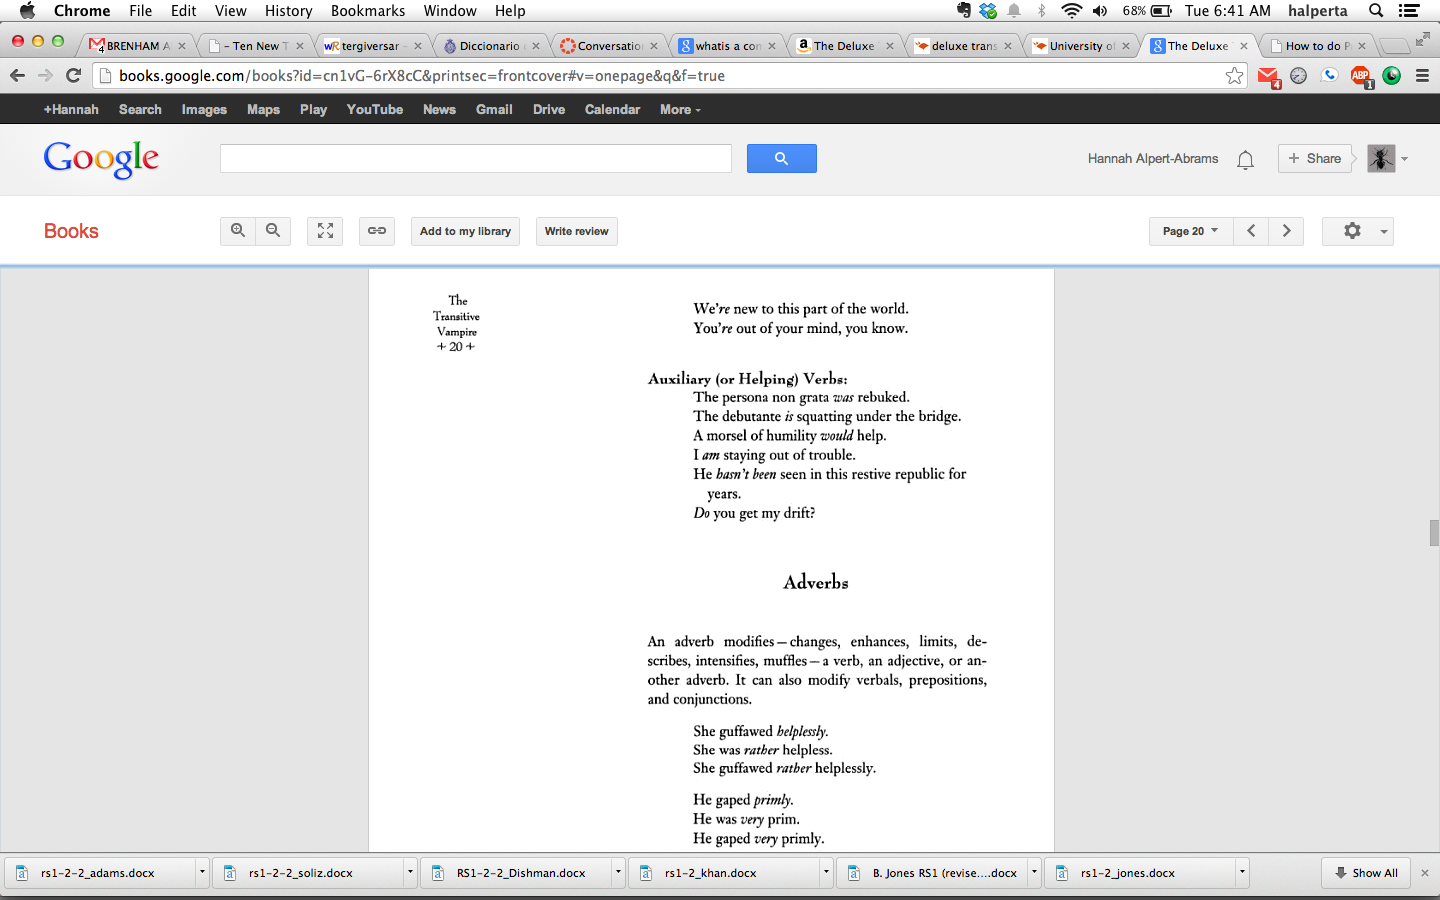 Chrome File Edit View History Bookmarks Window Help 4 68% Tue 6:41 AM halperta
BRENHAM A × – Ten New T × wR tergiversar – × Diccionario d × Conversation × 8 whatis a con × a The Deluxe × deluxe trans × University of × 8 The Deluxe T × How to do P ×
books.google.com/books?id=cn1vG-6rX8cC&printsec=frontcover#v=onepage&q&f=true 4 ABP 1
+Hannah Search Images Maps Play YouTube News Gmail Drive Calendar More
Google Hannah Alpert-Abrams + Share
Books Add to my library Write review Page 20
The
Transitive
Vampire
+ 20 +
We're new to this part of the world.
You're out of your mind, you know.
Auxiliary (or Helping) Verbs:
The persona non grata was rebuked.
The debutante is squatting under the bridge.
A morsel of humility would help.
I am staying out of trouble.
He hasn't been seen in this restive republic for
years.
Do you get my drift?
Adverbs
An adverb modifies—changes, enhances, limits, de-
scribes, intensifies, muffles—a verb, an adjective, or an-
other adverb. It can also modify verbals, prepositions,
and conjunctions.
She guffawed helplessly.
She was rather helpless.
She guffawed rather helplessly.
He gaped primly.
He was very prim.
He gaped very primly.
rs1-2-2_adams.docx rs1-2-2_soliz.docx RS1-2-2_Dishman.docx rs1-2_khan.docx B. Jones RS1 (revise....docx rs1-2_jones.docx Show All ×